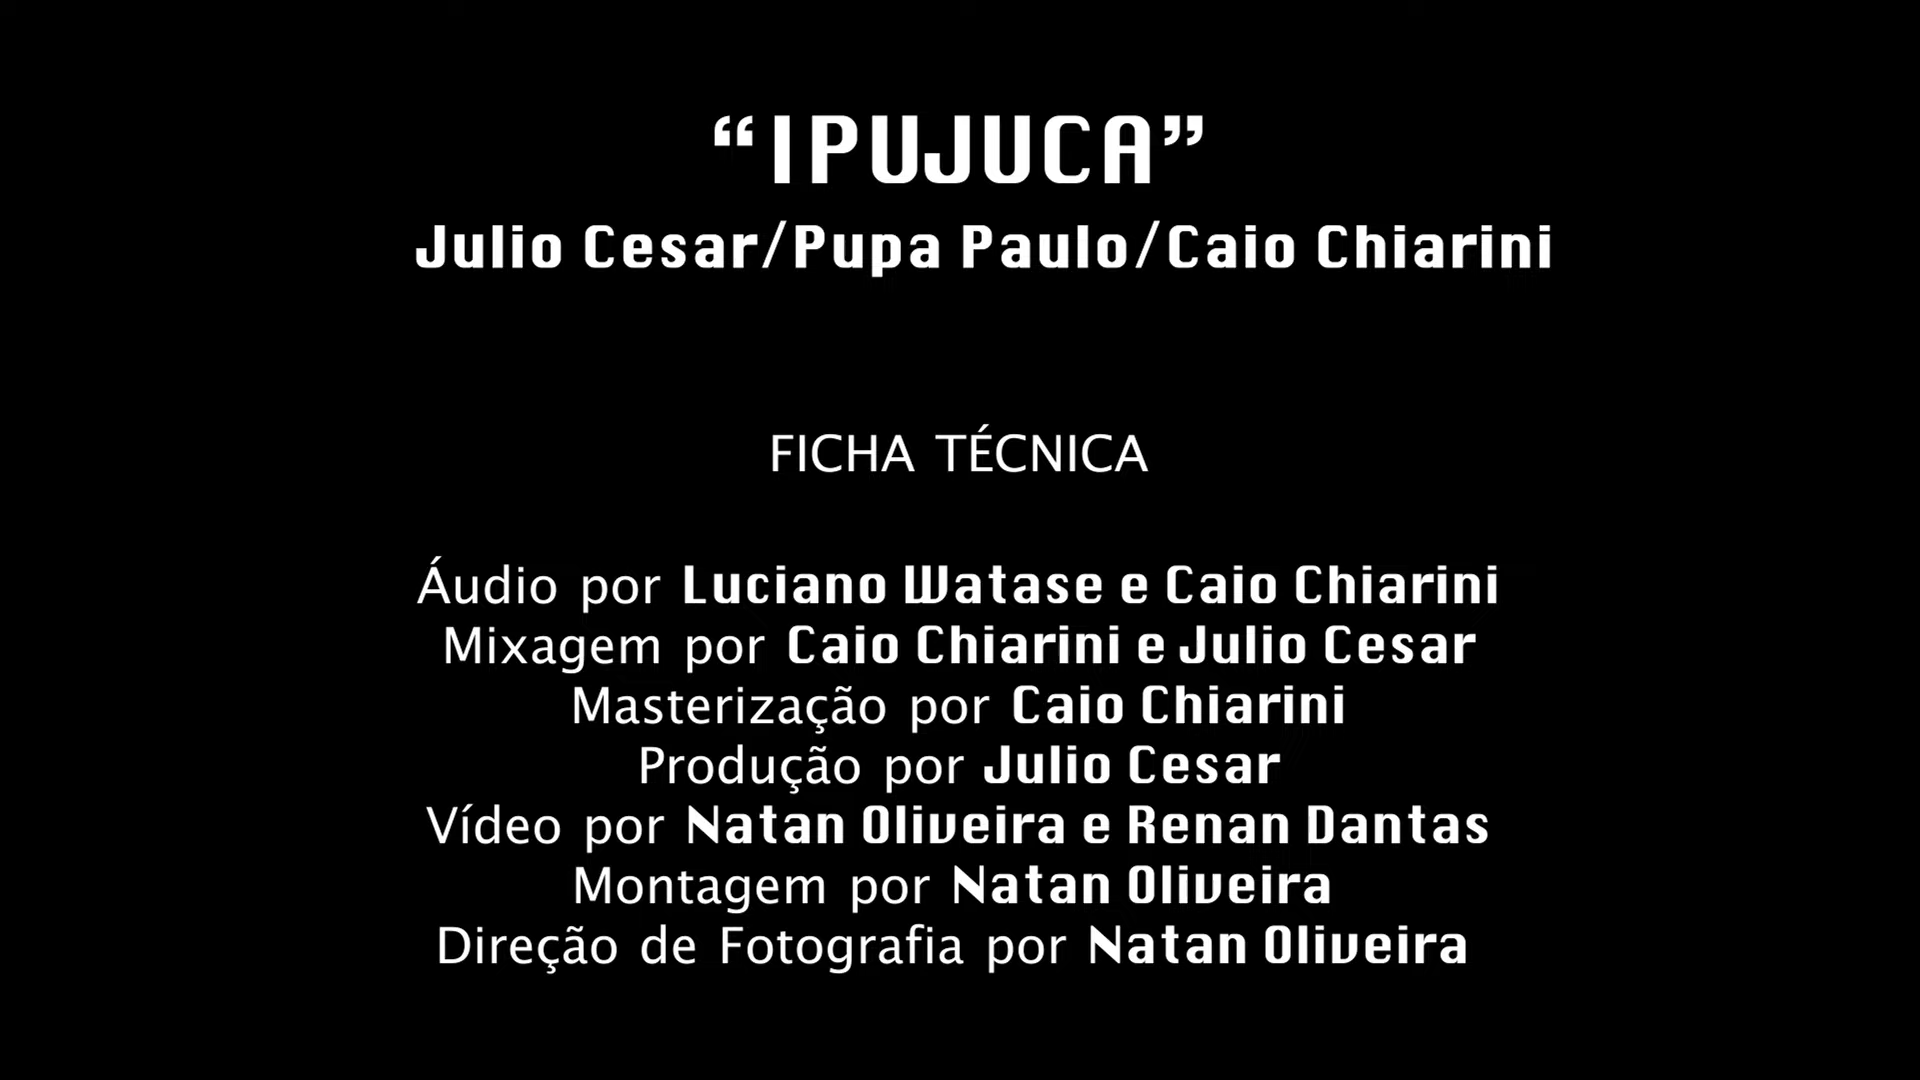 “IPUJUCA”
Julio Cesar/Pupa Paulo/Caio Chiarini
FICHA TÉCNICA
Áudio por Luciano Watase e Caio Chiarini
Mixagem por Caio Chiarini e Julio Cesar
Masterização por Caio Chiarini
Produção por Julio Cesar
Vídeo por Natan Oliveira e Renan Dantas
Montagem por Natan Oliveira
Direção de Fotografia por Natan Oliveira